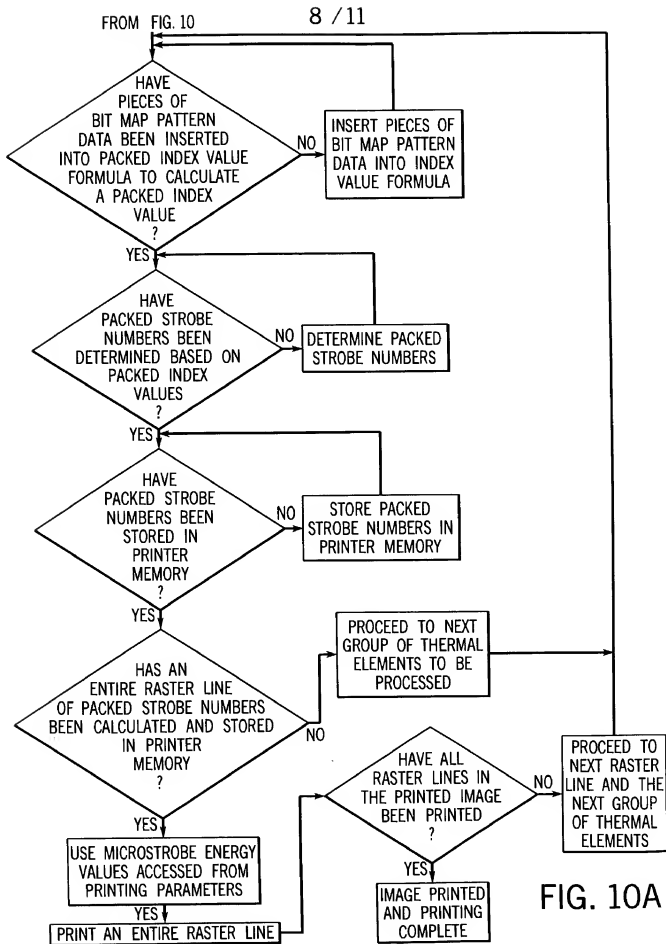 8 / 11
FROM FIG. 10
HAVE
PIECES OF
BIT MAP PATTERN
DATA BEEN INSERTED
INTO PACKED INDEX VALUE
FORMULA TO CALCULATE
A PACKED INDEX
VALUE
?
NO
INSERT PIECES OF
BIT MAP PATTERN
DATA INTO INDEX
VALUE FORMULA
YES
HAVE
PACKED STROBE
NUMBERS BEEN
DETERMINED BASED ON
PACKED INDEX
VALUES
?
NO
DETERMINE PACKED
STROBE NUMBERS
YES
HAVE
PACKED STROBE
NUMBERS BEEN
STORED IN
PRINTER
MEMORY
?
NO
STORE PACKED
STROBE NUMBERS IN
PRINTER MEMORY
YES
HAS AN
ENTIRE RASTER LINE
OF PACKED STROBE NUMBERS
BEEN CALCULATED AND STORED
IN PRINTER
MEMORY
?
NO
PROCEED TO NEXT
GROUP OF THERMAL
ELEMENTS TO BE
PROCESSED
YES
USE MICROSTROBE ENERGY
VALUES ACCESSED FROM
PRINTING PARAMETERS
YES
PRINT AN ENTIRE RASTER LINE
HAVE ALL
RASTER LINES IN
THE PRINTED IMAGE
BEEN PRINTED
?
NO
PROCEED TO
NEXT RASTER
LINE AND THE
NEXT GROUP
OF THERMAL
ELEMENTS
YES
IMAGE PRINTED
AND PRINTING
COMPLETE
FIG. 10A